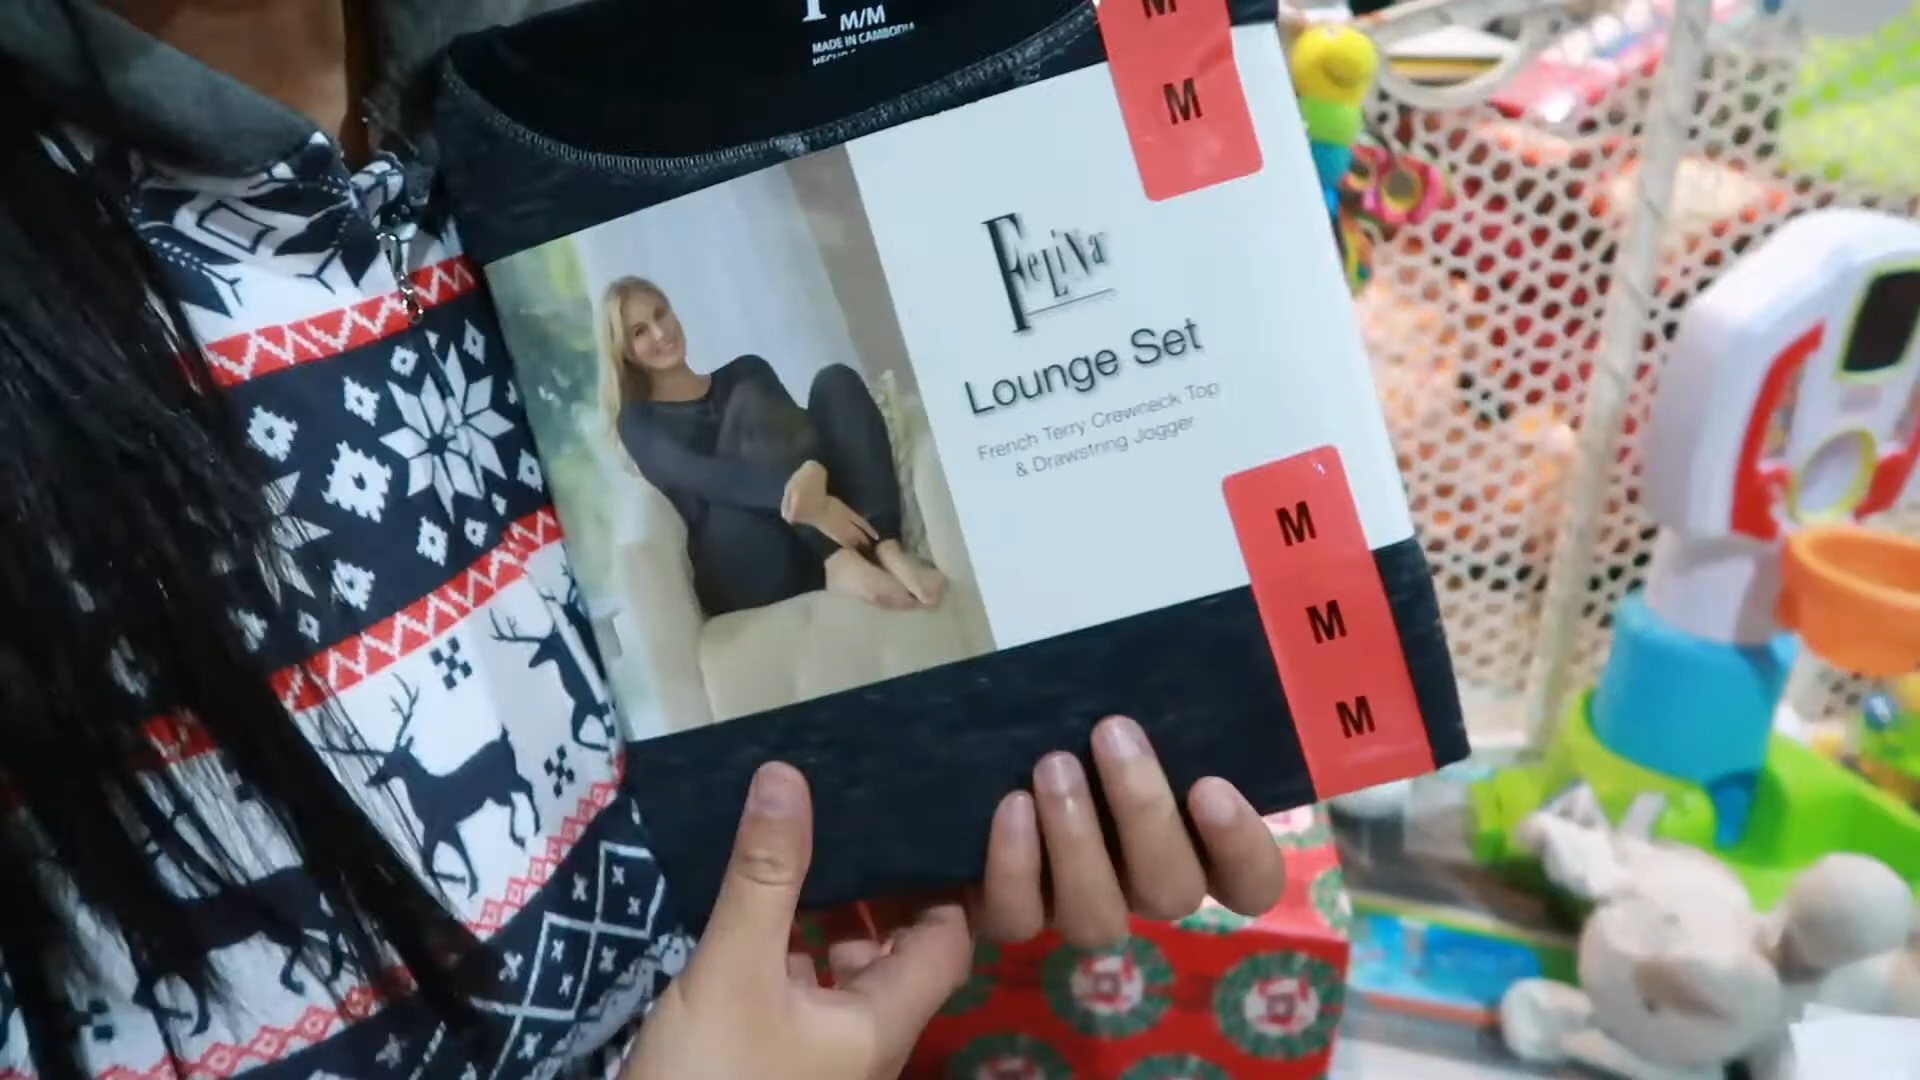 M/M
MADE IN CAMBODIA
M
M
FeLiNa
Lounge Set
French Terry Crewneck Top
& Drawstring Jogger
M
M
M